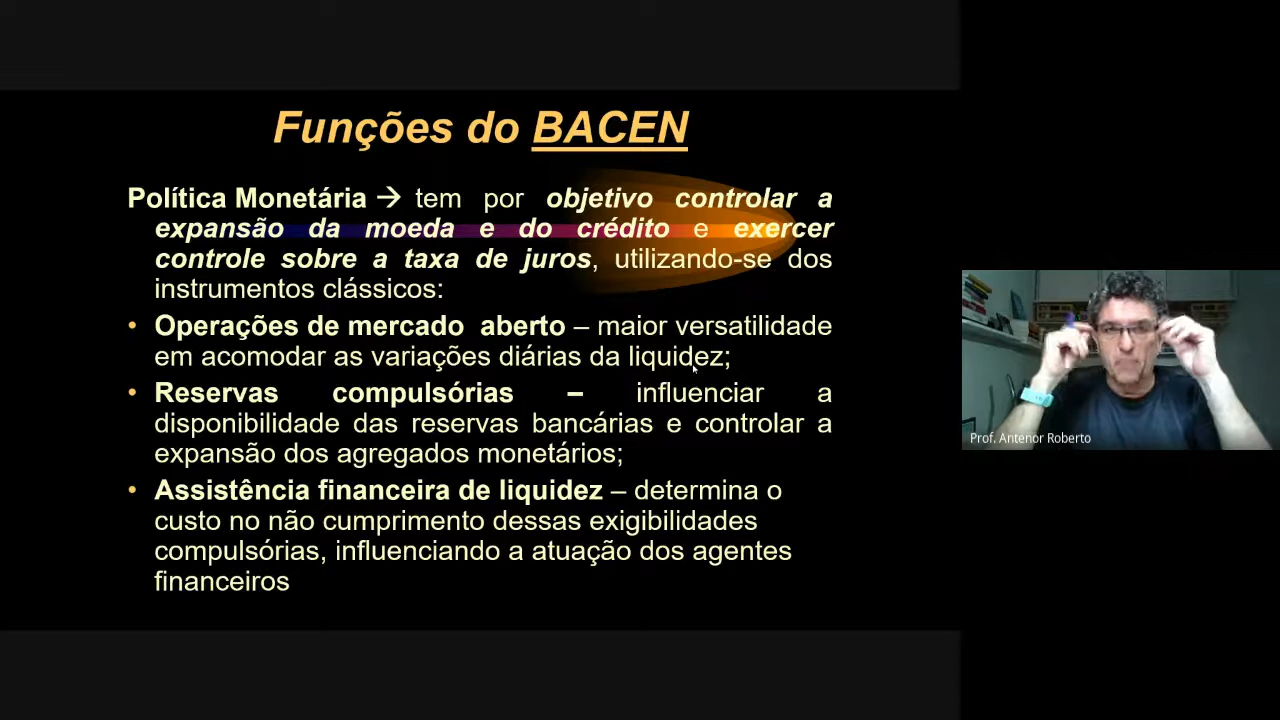 Funções do BACEN
Política Monetária → tem por objetivo controlar a
expansão da moeda e do crédito e exercer
controle sobre a taxa de juros, utilizando-se dos
instrumentos clássicos:
• Operações de mercado aberto – maior versatilidade
em acomodar as variações diárias da liquidez;
• Reservas compulsórias – influenciar a
disponibilidade das reservas bancárias e controlar a
expansão dos agregados monetários;
• Assistência financeira de liquidez – determina o
custo no não cumprimento dessas exigibilidades
compulsórias, influenciando a atuação dos agentes
financeiros
Prof. Antenor Roberto